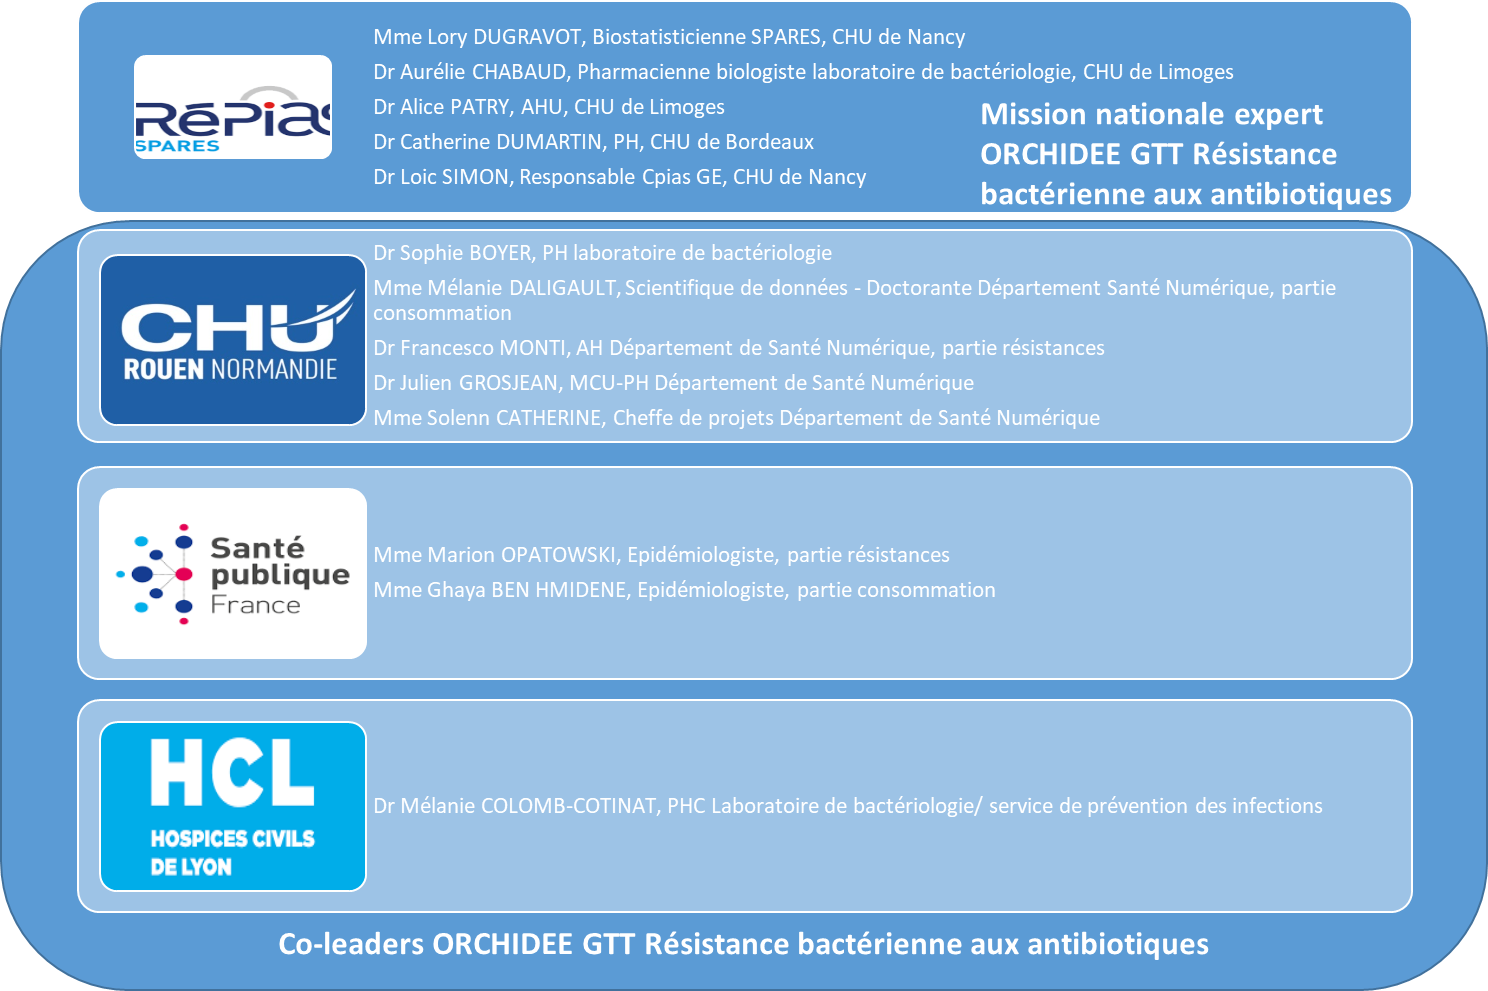 RéPias
SPARES
Mme Lory DUGRAVOT, Biostatisticienne SPARES, CHU de Nancy
Dr Aurélie CHABAUD, Pharmacienne biologiste laboratoire de bactériologie, CHU de Limoges
Dr Alice PATRY, AHU, CHU de Limoges
Dr Catherine DUMARTIN, PH, CHU de Bordeaux
Dr Loic SIMON, Responsable Cpias GE, CHU de Nancy
Mission nationale expert
ORCHIDEE GTT Résistance
bactérienne aux antibiotiques
CHU
ROUEN NORMANDIE
Dr Sophie BOYER, PH laboratoire de bactériologie
Mme Mélanie DALIGAULT, Scientifique de données - Doctorante Département Santé Numérique, partie
consommation
Dr Francesco MONTI, AH Département de Santé Numérique, partie résistances
Dr Julien GROSJEAN, MCU-PH Département de Santé Numérique
Mme Solenn CATHERINE, Cheffe de projets Département de Santé Numérique
Santé
publique
France
Mme Marion OPATOWSKI, Epidémiologiste, partie résistances
Mme Ghaya BEN HMIDENE, Epidémiologiste, partie consommation
HCL
HOSPICES CIVILS
DE LYON
Dr Mélanie COLOMB-COTINAT, PHC Laboratoire de bactériologie/ service de prévention des infections
Co-leaders ORCHIDEE GTT Résistance bactérienne aux antibiotiques